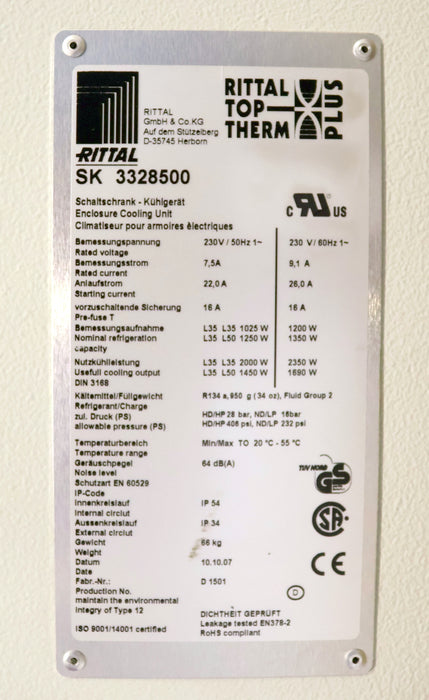 RITTAL
RITTAL
GmbH & Co.KG
Auf dem Stützelberg
D-35745 Herborn
RITTAL
TOP
THERM
PLUS
SK 3328500
Schaltschrank - Kühlgerät
Enclosure Cooling Unit
Climatiseur pour armoires électriques
C RU US
Bemessungsspannung 230V / 50Hz 1~ 230 V/ 60Hz 1~
Rated voltage
Bemessungsstrom 7,5A 9,1 A
Rated current
Anlaufstrom 22,0A 26,0A
Starting current
vorzuschaltende Sicherung 16 A 16 A
Pre-fuse T
Bemessungsaufnahme L35 L35 1025 W 1200 W
Nominal refrigeration L35 L50 1250 W 1350 W
capacity
Nutzkühlleistung L35 L35 2000 W 2350 W
Usefull cooling output L35 L50 1450 W 1690 W
DIN 3168
Kältemittel/Füllgewicht R134 a, 950 g (34 oz), Fluid Group 2
Refrigerant/Charge
zul. Druck (PS) HD/HP 28 bar, ND/LP 16bar
allowable pressure (PS) HD/HP 406 psi, ND/LP 232 psi
Temperaturbereich Min/Max TO 20 °C - 55 °C
Temperature range
Geräuschpegel 64 dB(A)
Noise level
Schutzart EN 60529
IP-Code
Innenkreislauf IP 54
Internal circiut
Aussenkreislauf IP 34
External circiut
Gewicht 66 kg
Weight
Datum 10.10.07
Date
Fabr.-Nr.: D 1501
Production No.
maintain the environmental
integry of Type 12
TUV NORD
GS
SA
CE
D
DICHTHEIT GEPRÜFT
Leakage tested EN378-2
ISO 9001/14001 certified RoHS compliant